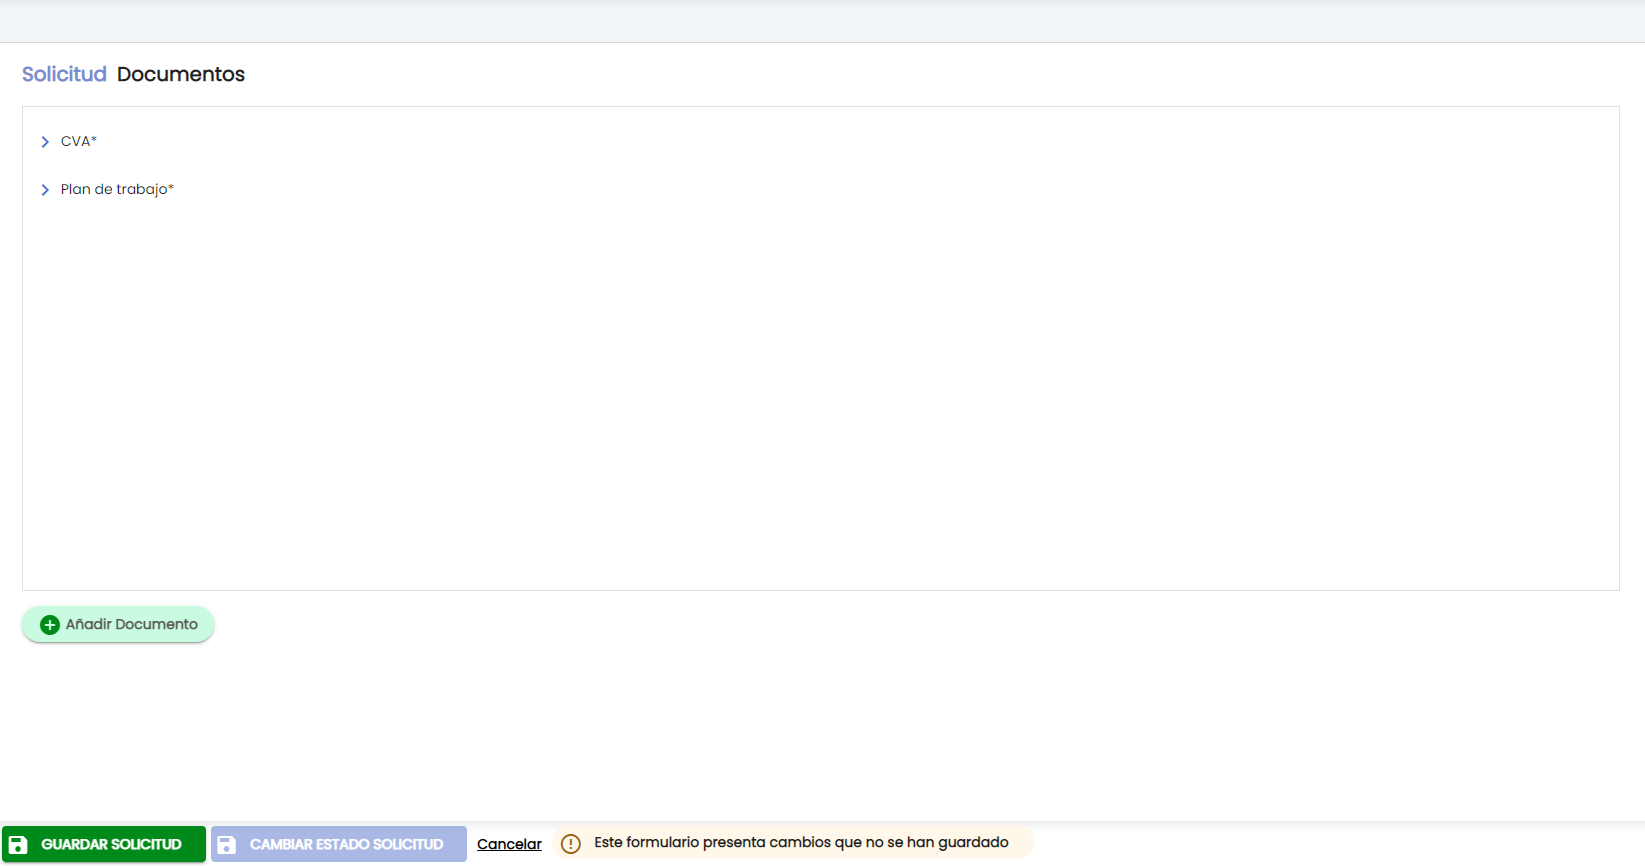 Solicitud Documentos
CVA*
Plan de trabajo*
Añadir Documento
GUARDAR SOLICITUD CAMBIAR ESTADO SOLICITUD Cancelar Este formulario presenta cambios que no se han guardado